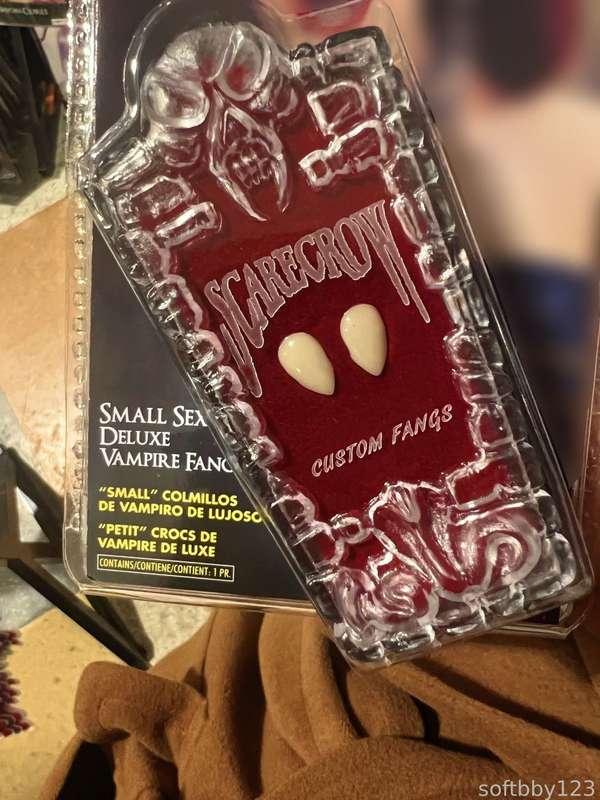 SCARECROW
CUSTOM FANGS
SMALL SEX
DELUXE
VAMPIRE FANG
"SMALL" COLMILLOS
DE VAMPIRO DE LUJOSO
"PETIT" CROCS DE
VAMPIRE DE LUXE
CONTAINS/CONTIENE/CONTIENT: 1 PR.
softbby123